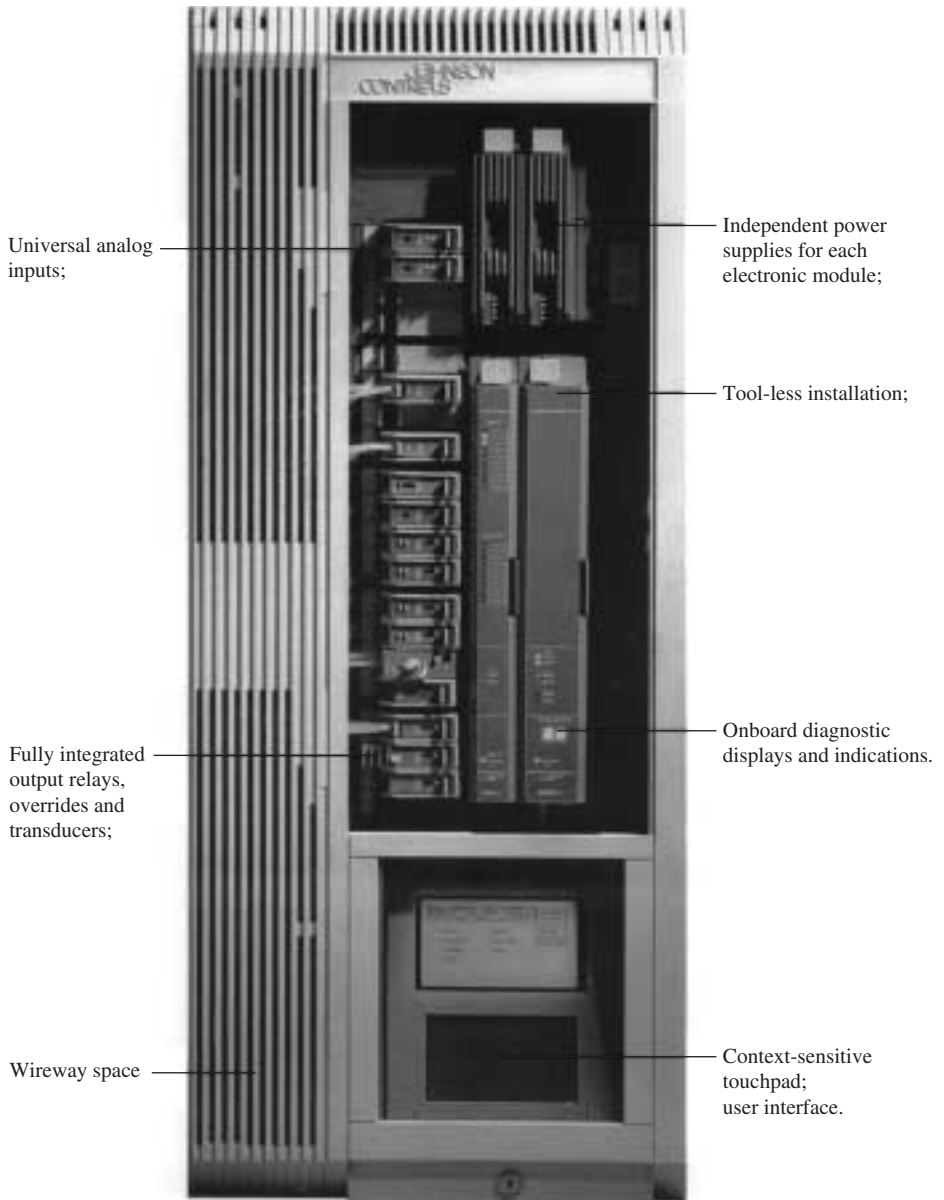 JOHNSON
CONTROLS
Universal analog
inputs;
Independent power
supplies for each
electronic module;
Tool-less installation;
Fully integrated
output relays,
overrides and
transducers;
Onboard diagnostic
displays and indications.
Wireway space
Context-sensitive
touchpad;
user interface.